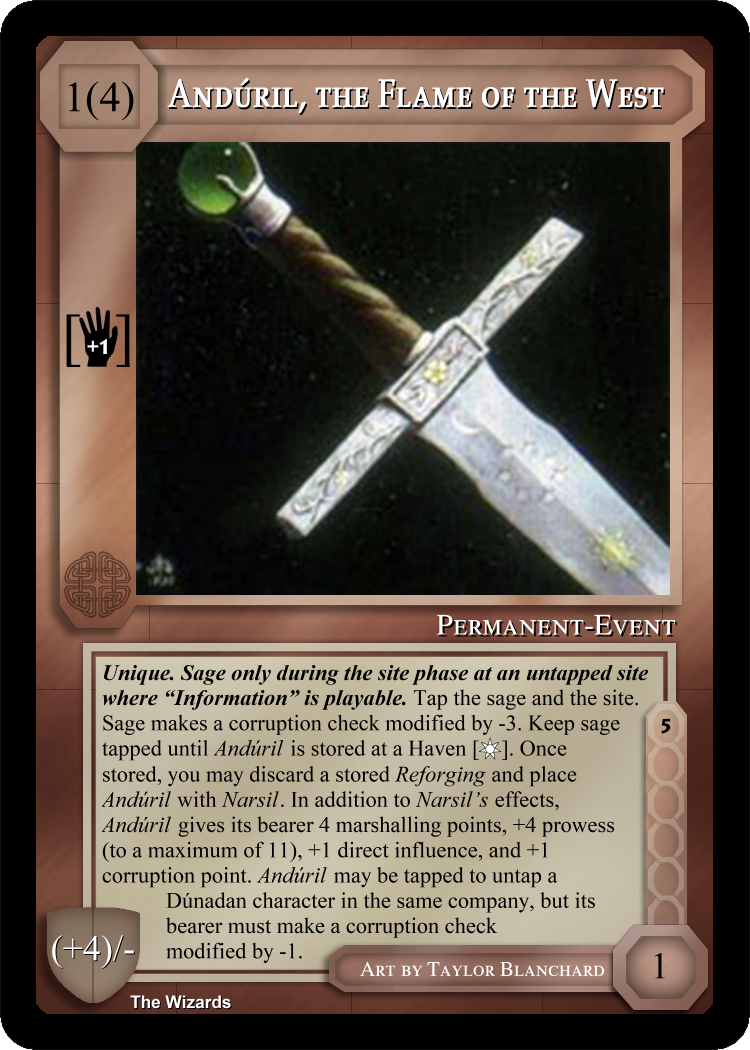 1(4)
Andúril, the Flame of the West
[+1]
Permanent-Event
Unique. Sage only during the site phase at an untapped site
where “Information” is playable. Tap the sage and the site.
Sage makes a corruption check modified by -3. Keep sage
tapped until Andúril is stored at a Haven []. Once
stored, you may discard a stored Reforging and place
Andúril with Narsil. In addition to Narsil’s effects,
Andúril gives its bearer 4 marshalling points, +4 prowess
(to a maximum of 11), +1 direct influence, and +1
corruption point. Andúril may be tapped to untap a
Dúnadan character in the same company, but its
bearer must make a corruption check
modified by -1.
5
(+4)/-
Art by Taylor Blanchard
1
The Wizards